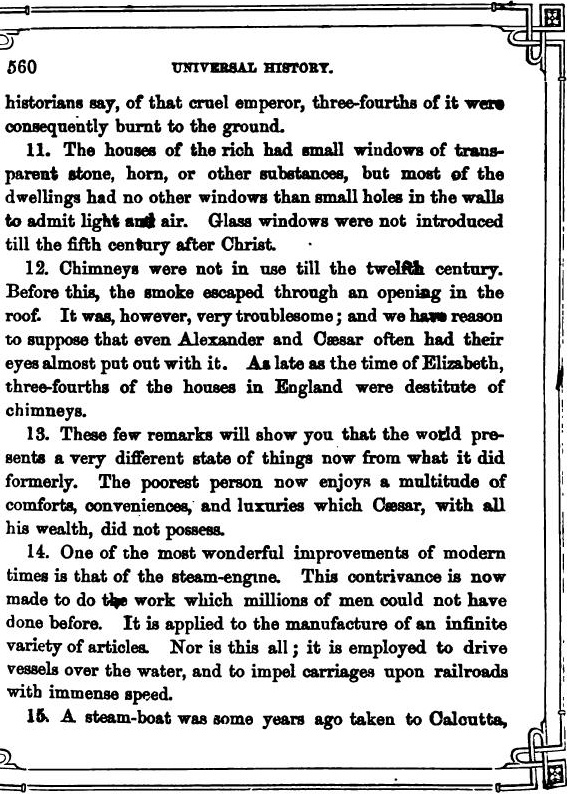 560 UNIVERSAL HISTORY.
historians say, of that cruel emperor, three-fourths of it were
consequently burnt to the ground.
11. The houses of the rich had small windows of trans-
parent stone, horn, or other substances, but most of the
dwellings had no other windows than small holes in the walls
to admit light and air. Glass windows were not introduced
till the fifth century after Christ.
12. Chimneys were not in use till the twelfth century.
Before this, the smoke escaped through an opening in the
roof. It was, however, very troublesome; and we have reason
to suppose that even Alexander and Cæsar often had their
eyes almost put out with it. As late as the time of Elizabeth,
three-fourths of the houses in England were destitute of
chimneys.
13. These few remarks will show you that the world pre-
sents a very different state of things now from what it did
formerly. The poorest person now enjoys a multitude of
comforts, conveniences, and luxuries which Cæsar, with all
his wealth, did not possess.
14. One of the most wonderful improvements of modern
times is that of the steam-engine. This contrivance is now
made to do the work which millions of men could not have
done before. It is applied to the manufacture of an infinite
variety of articles. Nor is this all; it is employed to drive
vessels over the water, and to impel carriages upon railroads
with immense speed.
15. A steam-boat was some years ago taken to Calcutta,